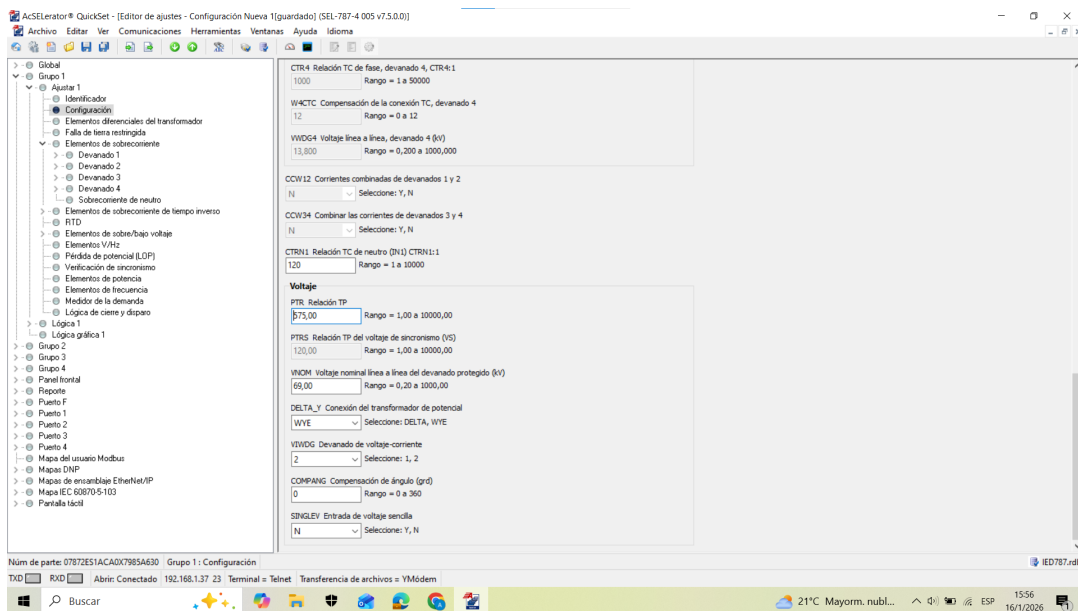 AcSELerator® QuickSet - [Editor de ajustes - Configuración Nueva 1[guardado] (SEL-787-4 005 v7.5.0.0)]
Archivo Editar Ver Comunicaciones Herramientas Ventanas Ayuda Idioma
Global
Grupo 1
Ajustar 1
Identificador
Configuración
Elementos diferenciales del transformador
Falla de tierra restringida
Elementos de sobrecorriente
Devanado 1
Devanado 2
Devanado 3
Devanado 4
Sobrecorriente de neutro
Elementos de sobrecorriente de tiempo inverso
RTD
Elementos de sobre/bajo voltaje
Elementos V/Hz
Pérdida de potencial (LOP)
Verificación de sincronismo
Elementos de potencia
Elementos de frecuencia
Medidor de la demanda
Lógica de cierre y disparo
Lógica 1
Lógica gráfica 1
Grupo 2
Grupo 3
Grupo 4
Panel frontal
Reporte
Puerto F
Puerto 1
Puerto 2
Puerto 3
Puerto 4
Mapa del usuario Modbus
Mapas DNP
Mapas de ensamblaje EtherNet/IP
Mapa IEC 60870-5-103
Pantalla táctil
CTR4 Relación TC de fase, devanado 4, CTR4:1
1000 Rango = 1 a 50000
W4CTC Compensación de la conexión TC, devanado 4
12 Rango = 0 a 12
VWDG4 Voltaje línea a línea, devanado 4 (kV)
13,800 Rango = 0,200 a 1000,000
CCW12 Corrientes combinadas de devanados 1 y 2
N Seleccione: Y, N
CCW34 Combinar las corrientes de devanados 3 y 4
N Seleccione: Y, N
CTRN1 Relación TC de neutro (IN1) CTRN1:1
120 Rango = 1 a 10000
Voltaje
PTR Relación TP
575,00 Rango = 1,00 a 10000,00
PTRS Relación TP del voltaje de sincronismo (VS)
120,00 Rango = 1,00 a 10000,00
VNOM Voltaje nominal línea a línea del devanado protegido (kV)
69,00 Rango = 0,20 a 1000,00
DELTA_Y Conexión del transformador de potencial
WYE Seleccione: DELTA, WYE
VIWDG Devanado de voltaje-corriente
2 Seleccione: 1, 2
COMPANG Compensación de ángulo (grd)
0 Rango = 0 a 360
SINGLEV Entrada de voltaje sencilla
N Seleccione: Y, N
Núm de parte: 07872ES1ACA0X7985A630 Grupo 1 : Configuración IED787.rdb
TXD RXD Abrir: Conectado 192.168.1.37 23 Terminal = Telnet Transferencia de archivos = YMódem
Buscar 21°C Mayorm. nubl... ESP 15:56
16/1/2026